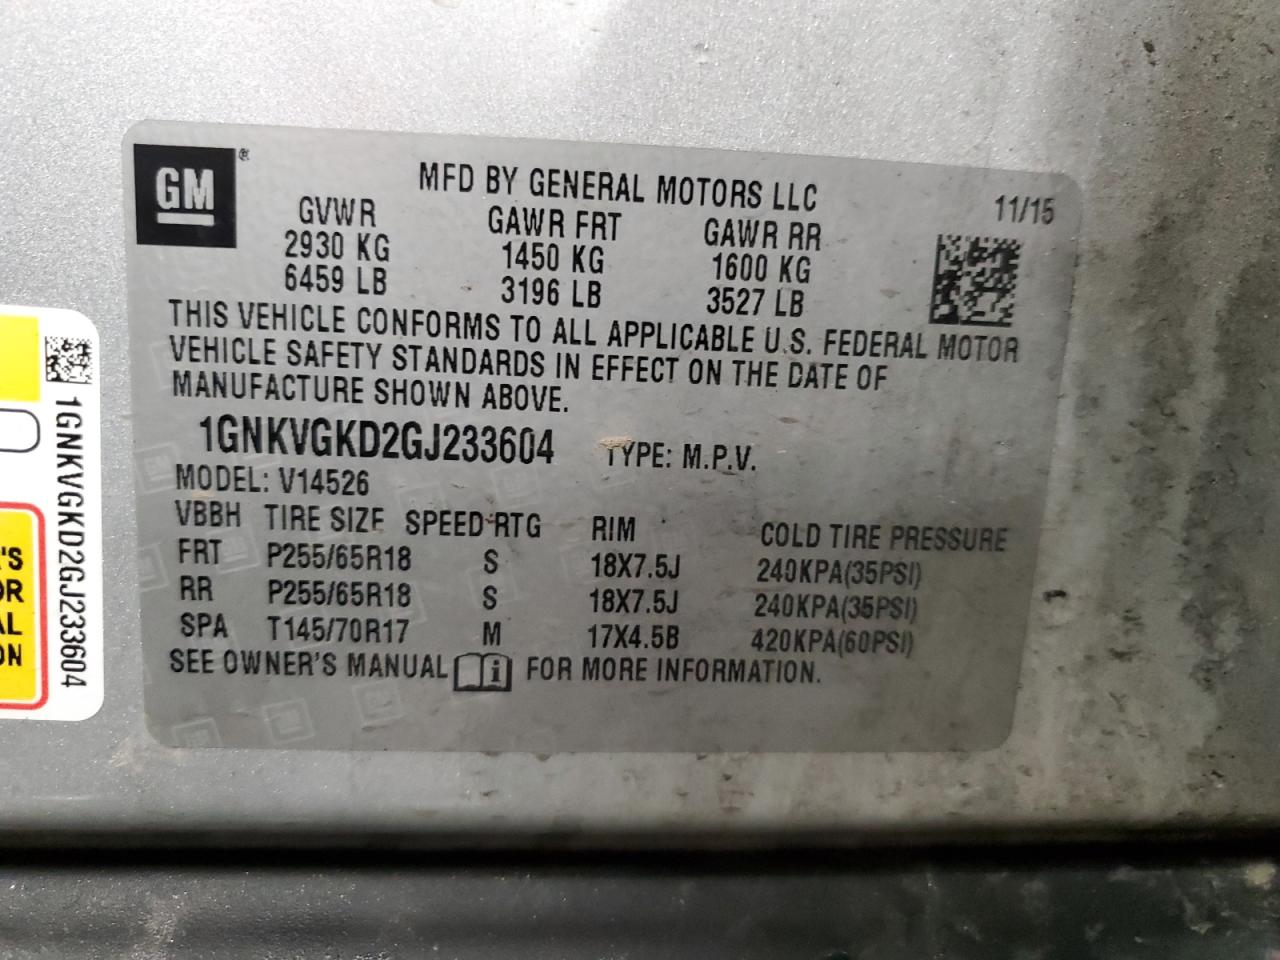 GM ®
MFD BY GENERAL MOTORS LLC
11/15
GVWR GAWR FRT GAWR RR
2930 KG 1450 KG 1600 KG
6459 LB 3196 LB 3527 LB
THIS VEHICLE CONFORMS TO ALL APPLICABLE U.S. FEDERAL MOTOR
VEHICLE SAFETY STANDARDS IN EFFECT ON THE DATE OF
MANUFACTURE SHOWN ABOVE.
1GNKVGKD2GJ233604 TYPE: M.P.V.
MODEL: V14526
VBBH TIRE SIZE SPEED RTG RIM COLD TIRE PRESSURE
FRT P255/65R18 S 18X7.5J 240KPA(35PSI)
RR P255/65R18 S 18X7.5J 240KPA(35PSI)
SPA T145/70R17 M 17X4.5B 420KPA(60PSI)
SEE OWNER'S MANUAL i FOR MORE INFORMATION.
1GNKVGKD2GJ233604
'S
OR
AL
ON